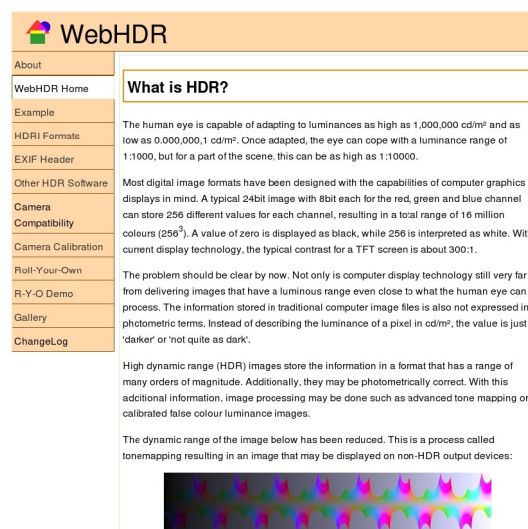 WebHDR
About
WebHDR Home
Example
HDRI Formats
EXIF Header
Other HDR Software
Camera
Compatibility
Camera Calibration
Roll-Your-Own
R-Y-O Demo
Gallery
ChangeLog
What is HDR?
The human eye is capable of adapting to luminances as high as 1,000,000 cd/m² and as
low as 0.000,000,1 cd/m². Once adapted, the eye can cope with a luminance range of
1:1000, but for a part of the scene, this can be as high as 1:10000.
Most digital image formats have been designed with the capabilities of computer graphics
displays in mind. A typical 24bit image with 8bit each for the red, green and blue channel
can store 256 different values for each channel, resulting in a total range of 16 million
colours (256³). A value of zero is displayed as black, while 256 is interpreted as white. Wit
current display technology, the typical contrast for a TFT screen is about 300:1.
The problem should be clear by now. Not only is computer display technology still very far
from delivering images that have a luminous range even close to what the human eye can
process. The information stored in traditional computer image files is also not expressed in
photometric terms. Instead of describing the luminance of a pixel in cd/m², the value is just
'darker' or 'not quite as dark'.
High dynamic range (HDR) images store the information in a format that has a range of
many orders of magnitude. Additionally, they may be photometrically correct. With this
additional information, image processing may be done such as advanced tone mapping or
calibrated false colour luminance images.
The dynamic range of the image below has been reduced. This is a process called
tonemapping resulting in an image that may be displayed on non-HDR output devices: